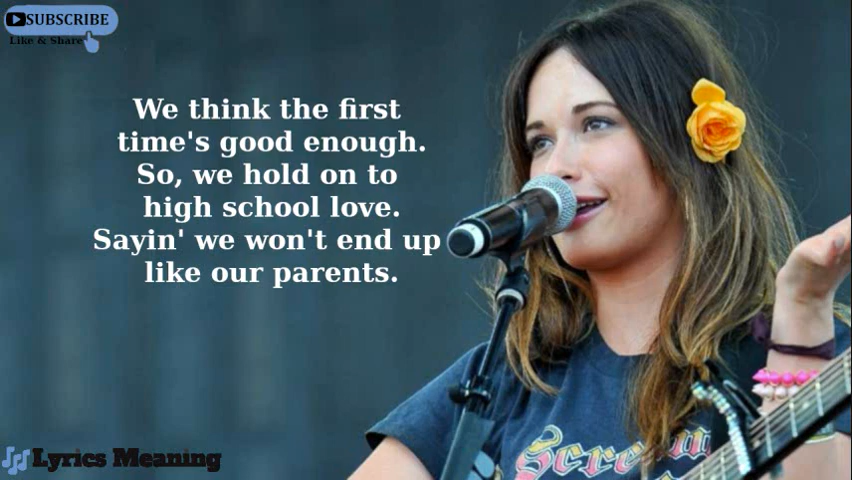 SUBSCRIBE
Like & Share
We think the first
time's good enough.
So, we hold on to
high school love.
Sayin' we won't end up
like our parents.
Lyrics Meaning